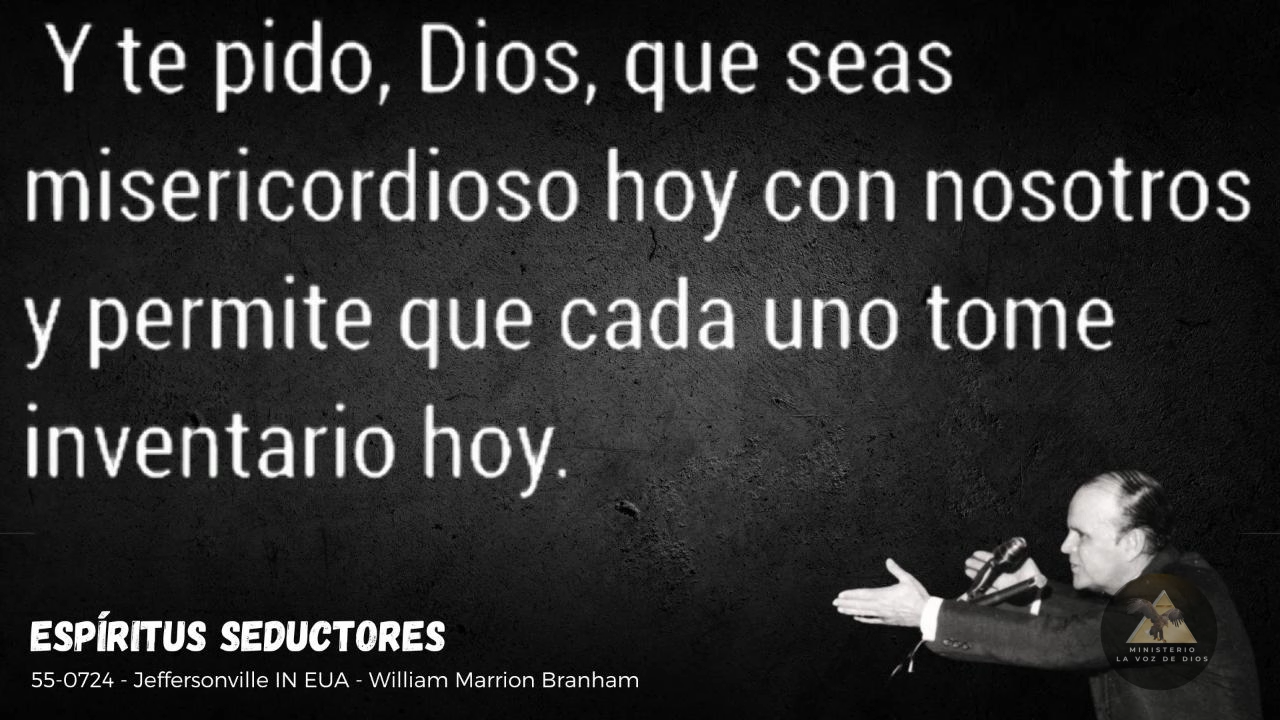 Y te pido, Dios, que seas
misericordioso hoy con nosotros
y permite que cada uno tome
inventario hoy.
ESPÍRITUS SEDUCTORES
55-0724 - Jeffersonville IN EUA - William Marrion Branham
MINISTERIO
LA VOZ DE DIOS